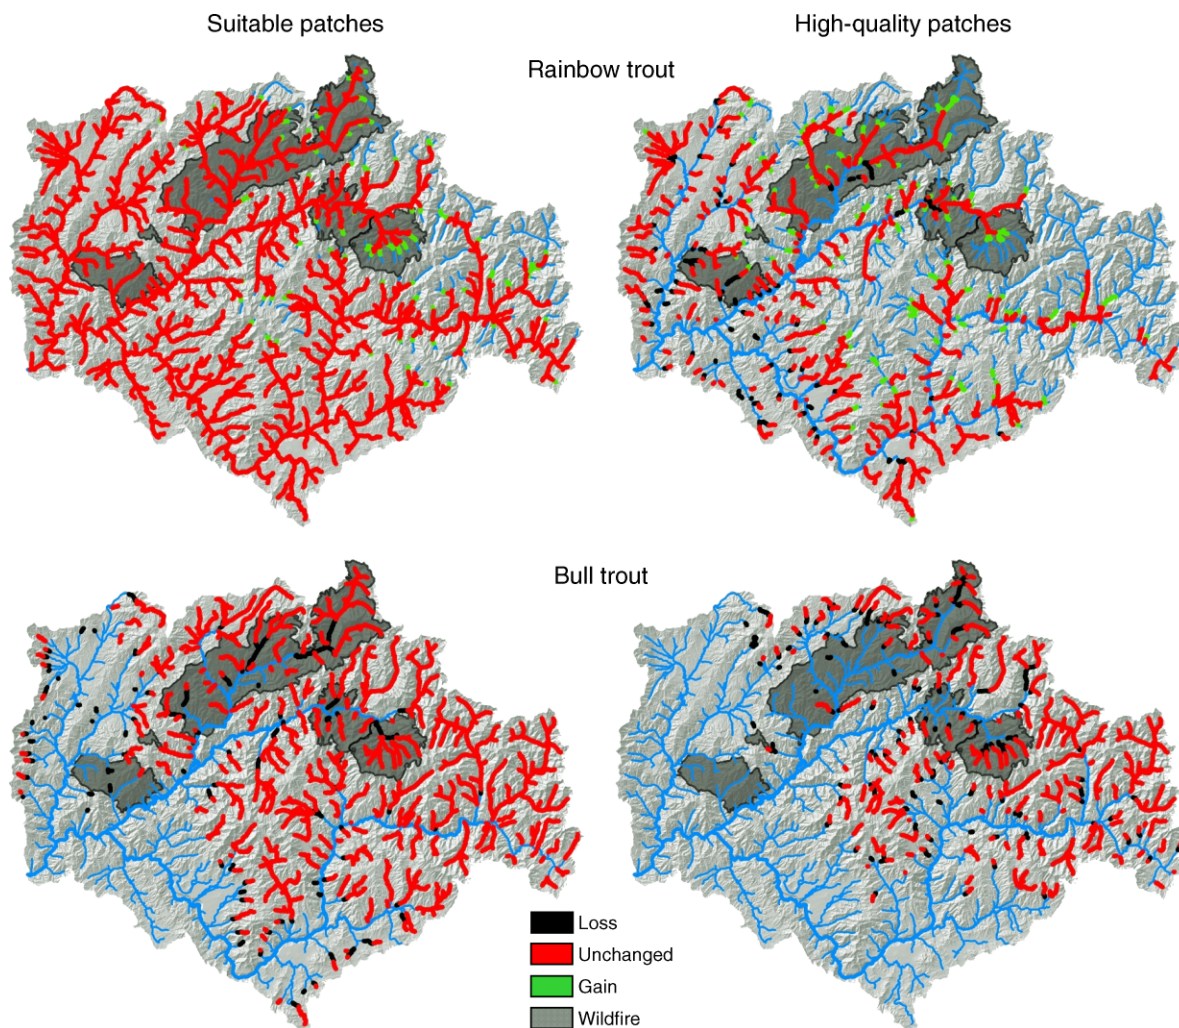 Suitable patches
High-quality patches
Rainbow trout
Bull trout
Loss
Unchanged
Gain
Wildfire